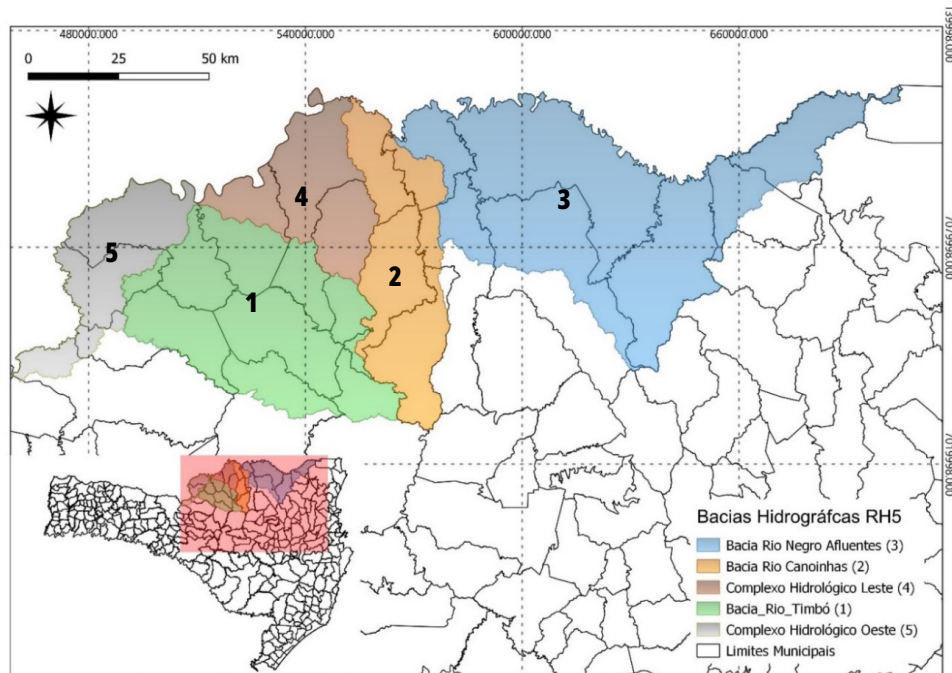 480000.000 540000.000 600000.000 660000.000
0 25 50 km
4
3
5
2
1
7079998.000
Bacias Hidrográfcas RH5
Bacia Rio Negro Afluentes (3)
Bacia Rio Canoinhas (2)
Complexo Hidrológico Leste (4)
Bacia_Rio_Timbó (1)
Complexo Hidrológico Oeste (5)
Limites Municipais